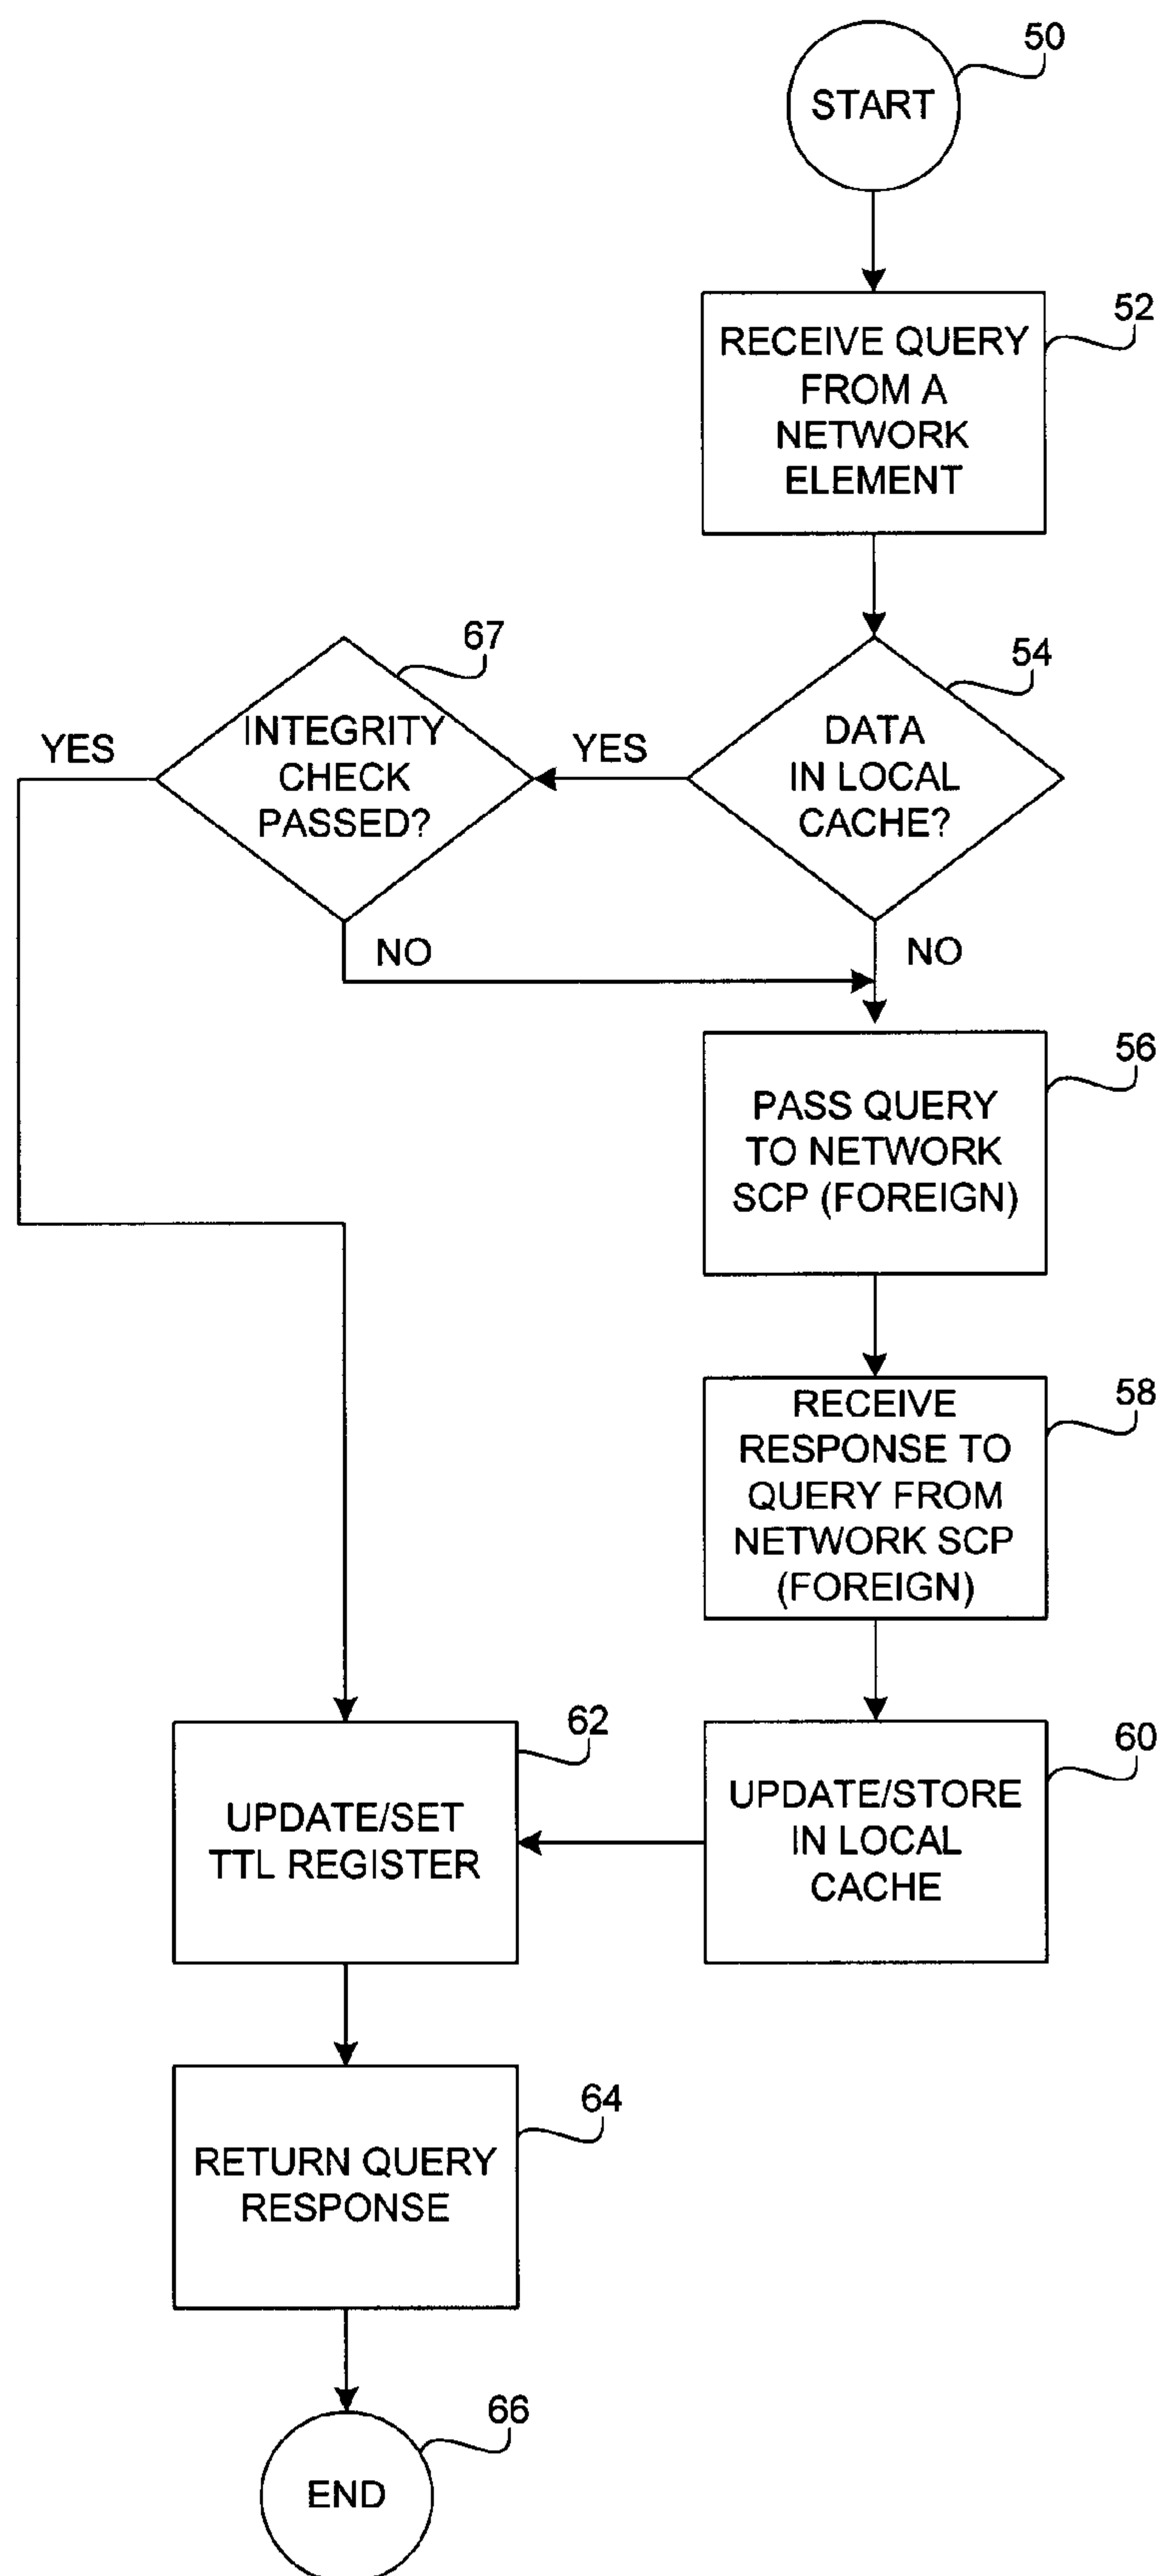 50
START
52
RECEIVE QUERY
FROM A
NETWORK
ELEMENT
67
54
YES
INTEGRITY
CHECK
PASSED?
YES
DATA
IN LOCAL
CACHE?
NO
NO
56
PASS QUERY
TO NETWORK
SCP (FOREIGN)
58
RECEIVE
RESPONSE TO
QUERY FROM
NETWORK SCP
(FOREIGN)
62
UPDATE/SET
TTL REGISTER
60
UPDATE/STORE
IN LOCAL
CACHE
64
RETURN QUERY
RESPONSE
66
END